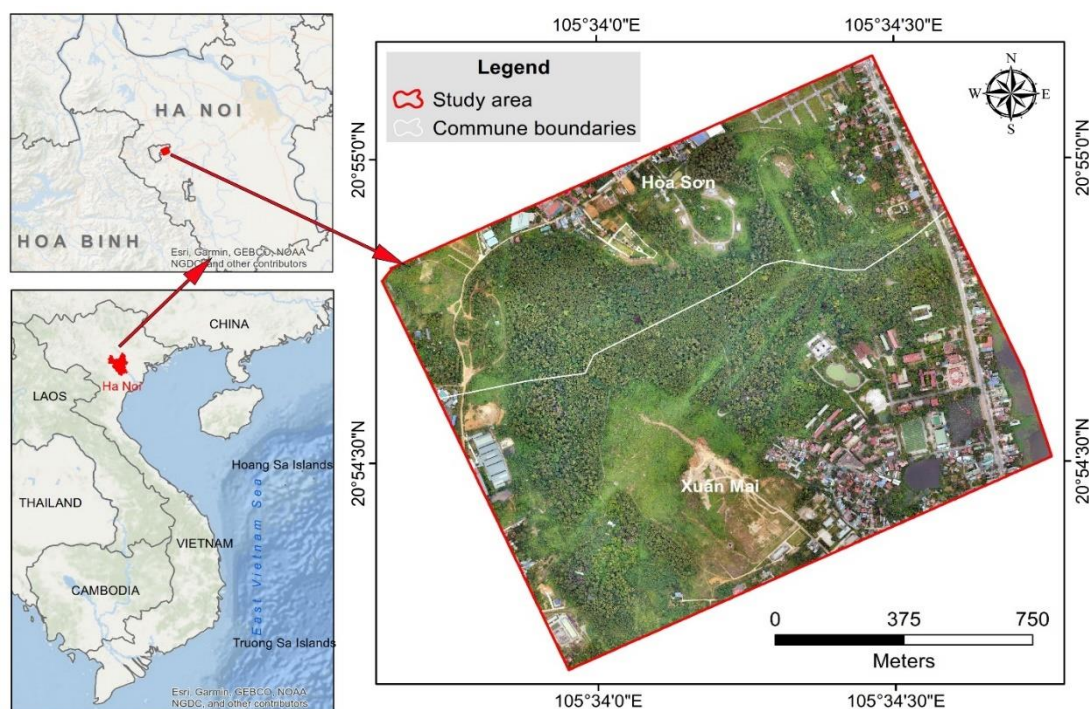 HA NOI
HOA BINH
Esri, Garmin, GEBCO, NOAA
NGDC, and other contributors
CHINA
Ha Noi
LAOS
Hoang Sa Islands
THAILAND
VIETNAM
East Vietnam Sea
CAMBODIA
Truong Sa Islands
Esri, Garmin, GEBCO, NOAA
NGDC, and other contributors
105°34'0"E
105°34'30"E
Legend
Study area
Commune boundaries
N
W
E
S
20°55'0"N
20°55'0"N
Hòa Sơn
20°54'30"N
20°54'30"N
Xuân Mai
0
375
750
Meters
105°34'0"E
105°34'30"E